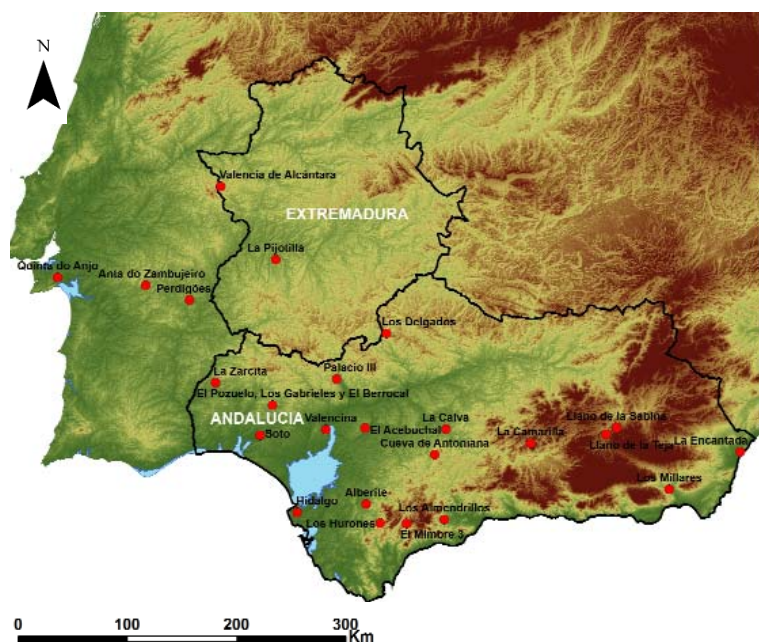 N
Valencia de Alcántara
EXTREMADURA
La Pijotilla
Quinta do Anjo
Anta do Zambujeiro
Perdigões
Los Delgados
La Zarcita
Palacio III
El Pozuelo, Los Gabrieles y El Berrocal
ANDALUCIA
Valencina
El Acebuchal
La Calva
Llano de la Sabina
Soto
Cueva de Antoniana
La Camarilla
Llano de la Teja
La Encantada
Los Millares
Hidalgo
Alberite
Los Almendrillos
Los Hurones
El Mimbre 3
0 100 200 300
Km